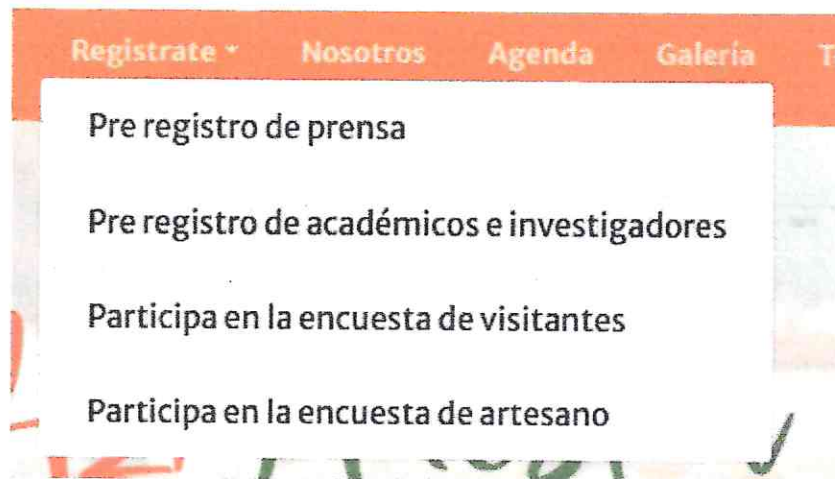 Registrate Nosotros Agenda Galería
Pre registro de prensa
Pre registro de académicos e investigadores
Participa en la encuesta de visitantes
Participa en la encuesta de artesano